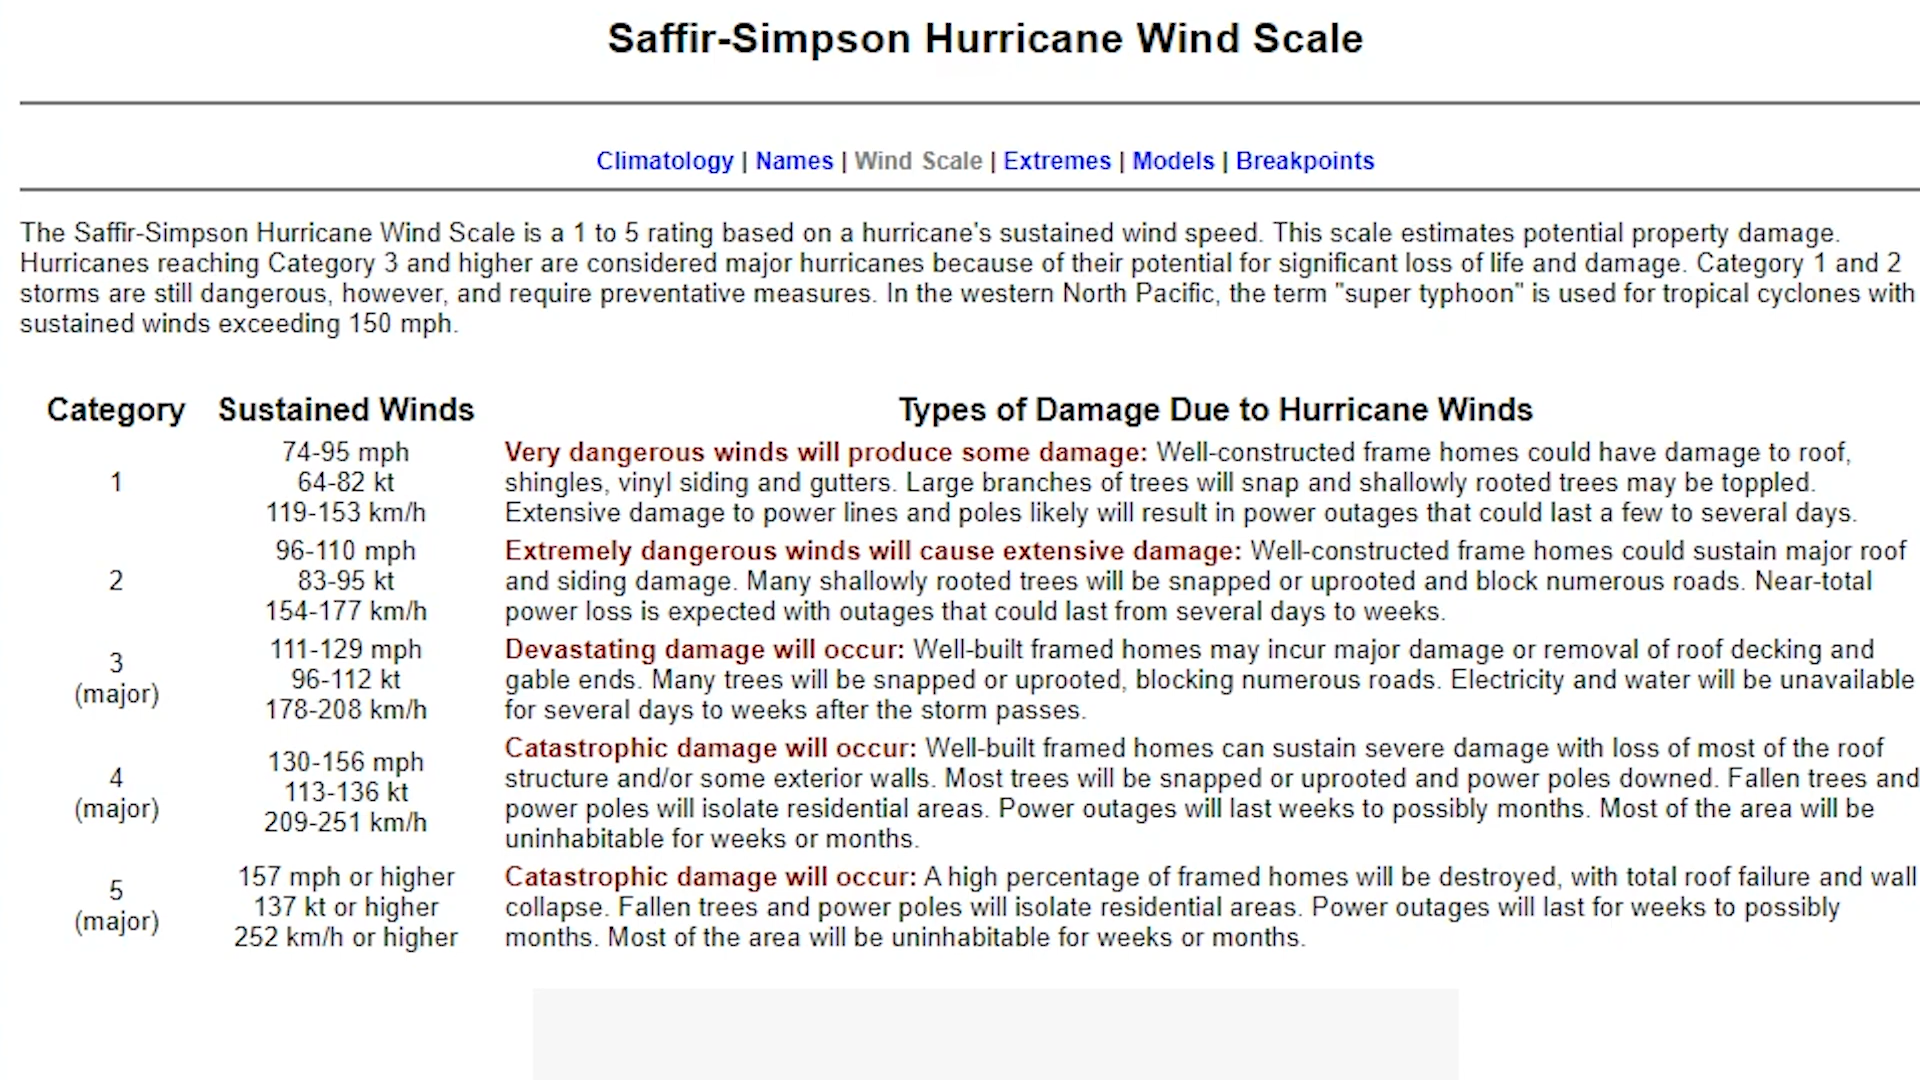 Saffir-Simpson Hurricane Wind Scale
Climatology | Names | Wind Scale | Extremes | Models | Breakpoints
The Saffir-Simpson Hurricane Wind Scale is a 1 to 5 rating based on a hurricane's sustained wind speed. This scale estimates potential property damage.
Hurricanes reaching Category 3 and higher are considered major hurricanes because of their potential for significant loss of life and damage. Category 1 and 2
storms are still dangerous, however, and require preventative measures. In the western North Pacific, the term "super typhoon" is used for tropical cyclones with
sustained winds exceeding 150 mph.
Category Sustained Winds Types of Damage Due to Hurricane Winds
1
74-95 mph
64-82 kt
119-153 km/h
Very dangerous winds will produce some damage: Well-constructed frame homes could have damage to roof,
shingles, vinyl siding and gutters. Large branches of trees will snap and shallowly rooted trees may be toppled.
Extensive damage to power lines and poles likely will result in power outages that could last a few to several days.
2
96-110 mph
83-95 kt
154-177 km/h
Extremely dangerous winds will cause extensive damage: Well-constructed frame homes could sustain major roof
and siding damage. Many shallowly rooted trees will be snapped or uprooted and block numerous roads. Near-total
power loss is expected with outages that could last from several days to weeks.
3
(major)
111-129 mph
96-112 kt
178-208 km/h
Devastating damage will occur: Well-built framed homes may incur major damage or removal of roof decking and
gable ends. Many trees will be snapped or uprooted, blocking numerous roads. Electricity and water will be unavailable
for several days to weeks after the storm passes.
4
(major)
130-156 mph
113-136 kt
209-251 km/h
Catastrophic damage will occur: Well-built framed homes can sustain severe damage with loss of most of the roof
structure and/or some exterior walls. Most trees will be snapped or uprooted and power poles downed. Fallen trees and
power poles will isolate residential areas. Power outages will last weeks to possibly months. Most of the area will be
uninhabitable for weeks or months.
5
(major)
157 mph or higher
137 kt or higher
252 km/h or higher
Catastrophic damage will occur: A high percentage of framed homes will be destroyed, with total roof failure and wall
collapse. Fallen trees and power poles will isolate residential areas. Power outages will last for weeks to possibly
months. Most of the area will be uninhabitable for weeks or months.